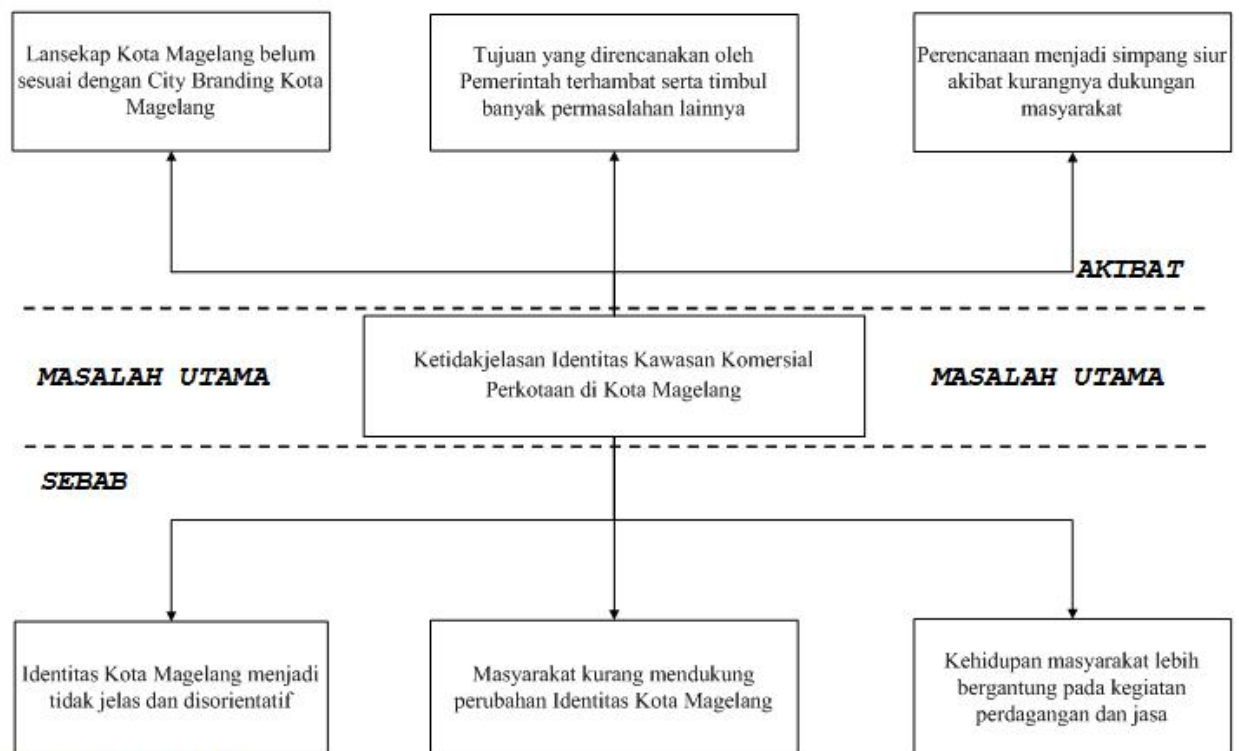 Lansekap Kota Magelang belum
sesuai dengan City Branding Kota
Magelang
Tujuan yang direncanakan oleh
Pemerintah terhambat serta timbul
banyak permasalahan lainnya
Perencanaan menjadi simpang siur
akibat kurangnya dukungan
masyarakat
AKIBAT
MASALAH UTAMA
Ketidakjelasan Identitas Kawasan Komersial
Perkotaan di Kota Magelang
MASALAH UTAMA
SEBAB
Identitas Kota Magelang menjadi
tidak jelas dan disorientatif
Masyarakat kurang mendukung
perubahan Identitas Kota Magelang
Kehidupan masyarakat lebih
bergantung pada kegiatan
perdagangan dan jasa